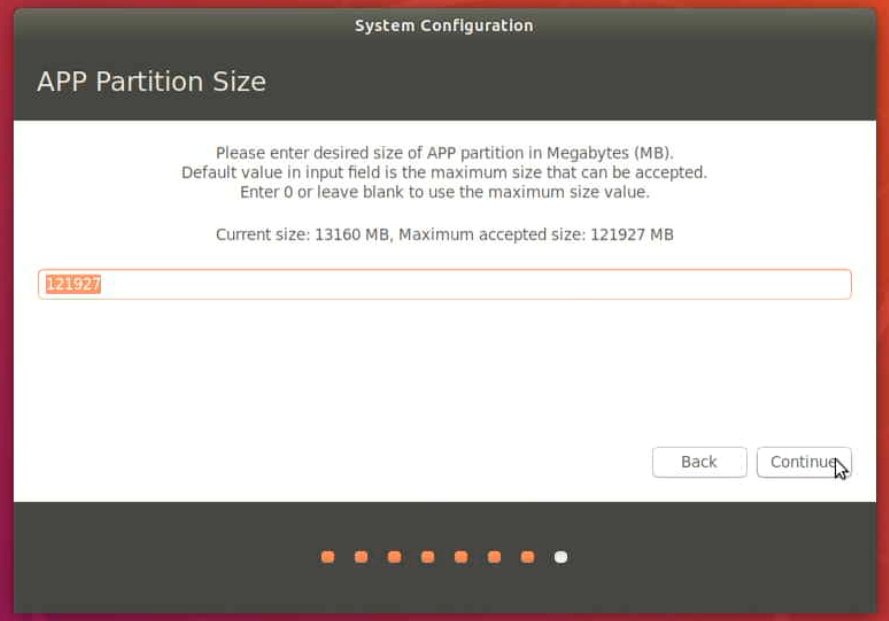 System Configuration
APP Partition Size
Please enter desired size of APP partition in Megabytes (MB).
Default value in input field is the maximum size that can be accepted.
Enter 0 or leave blank to use the maximum size value.
Current size: 13160 MB, Maximum accepted size: 121927 MB
121927
Back
Continue